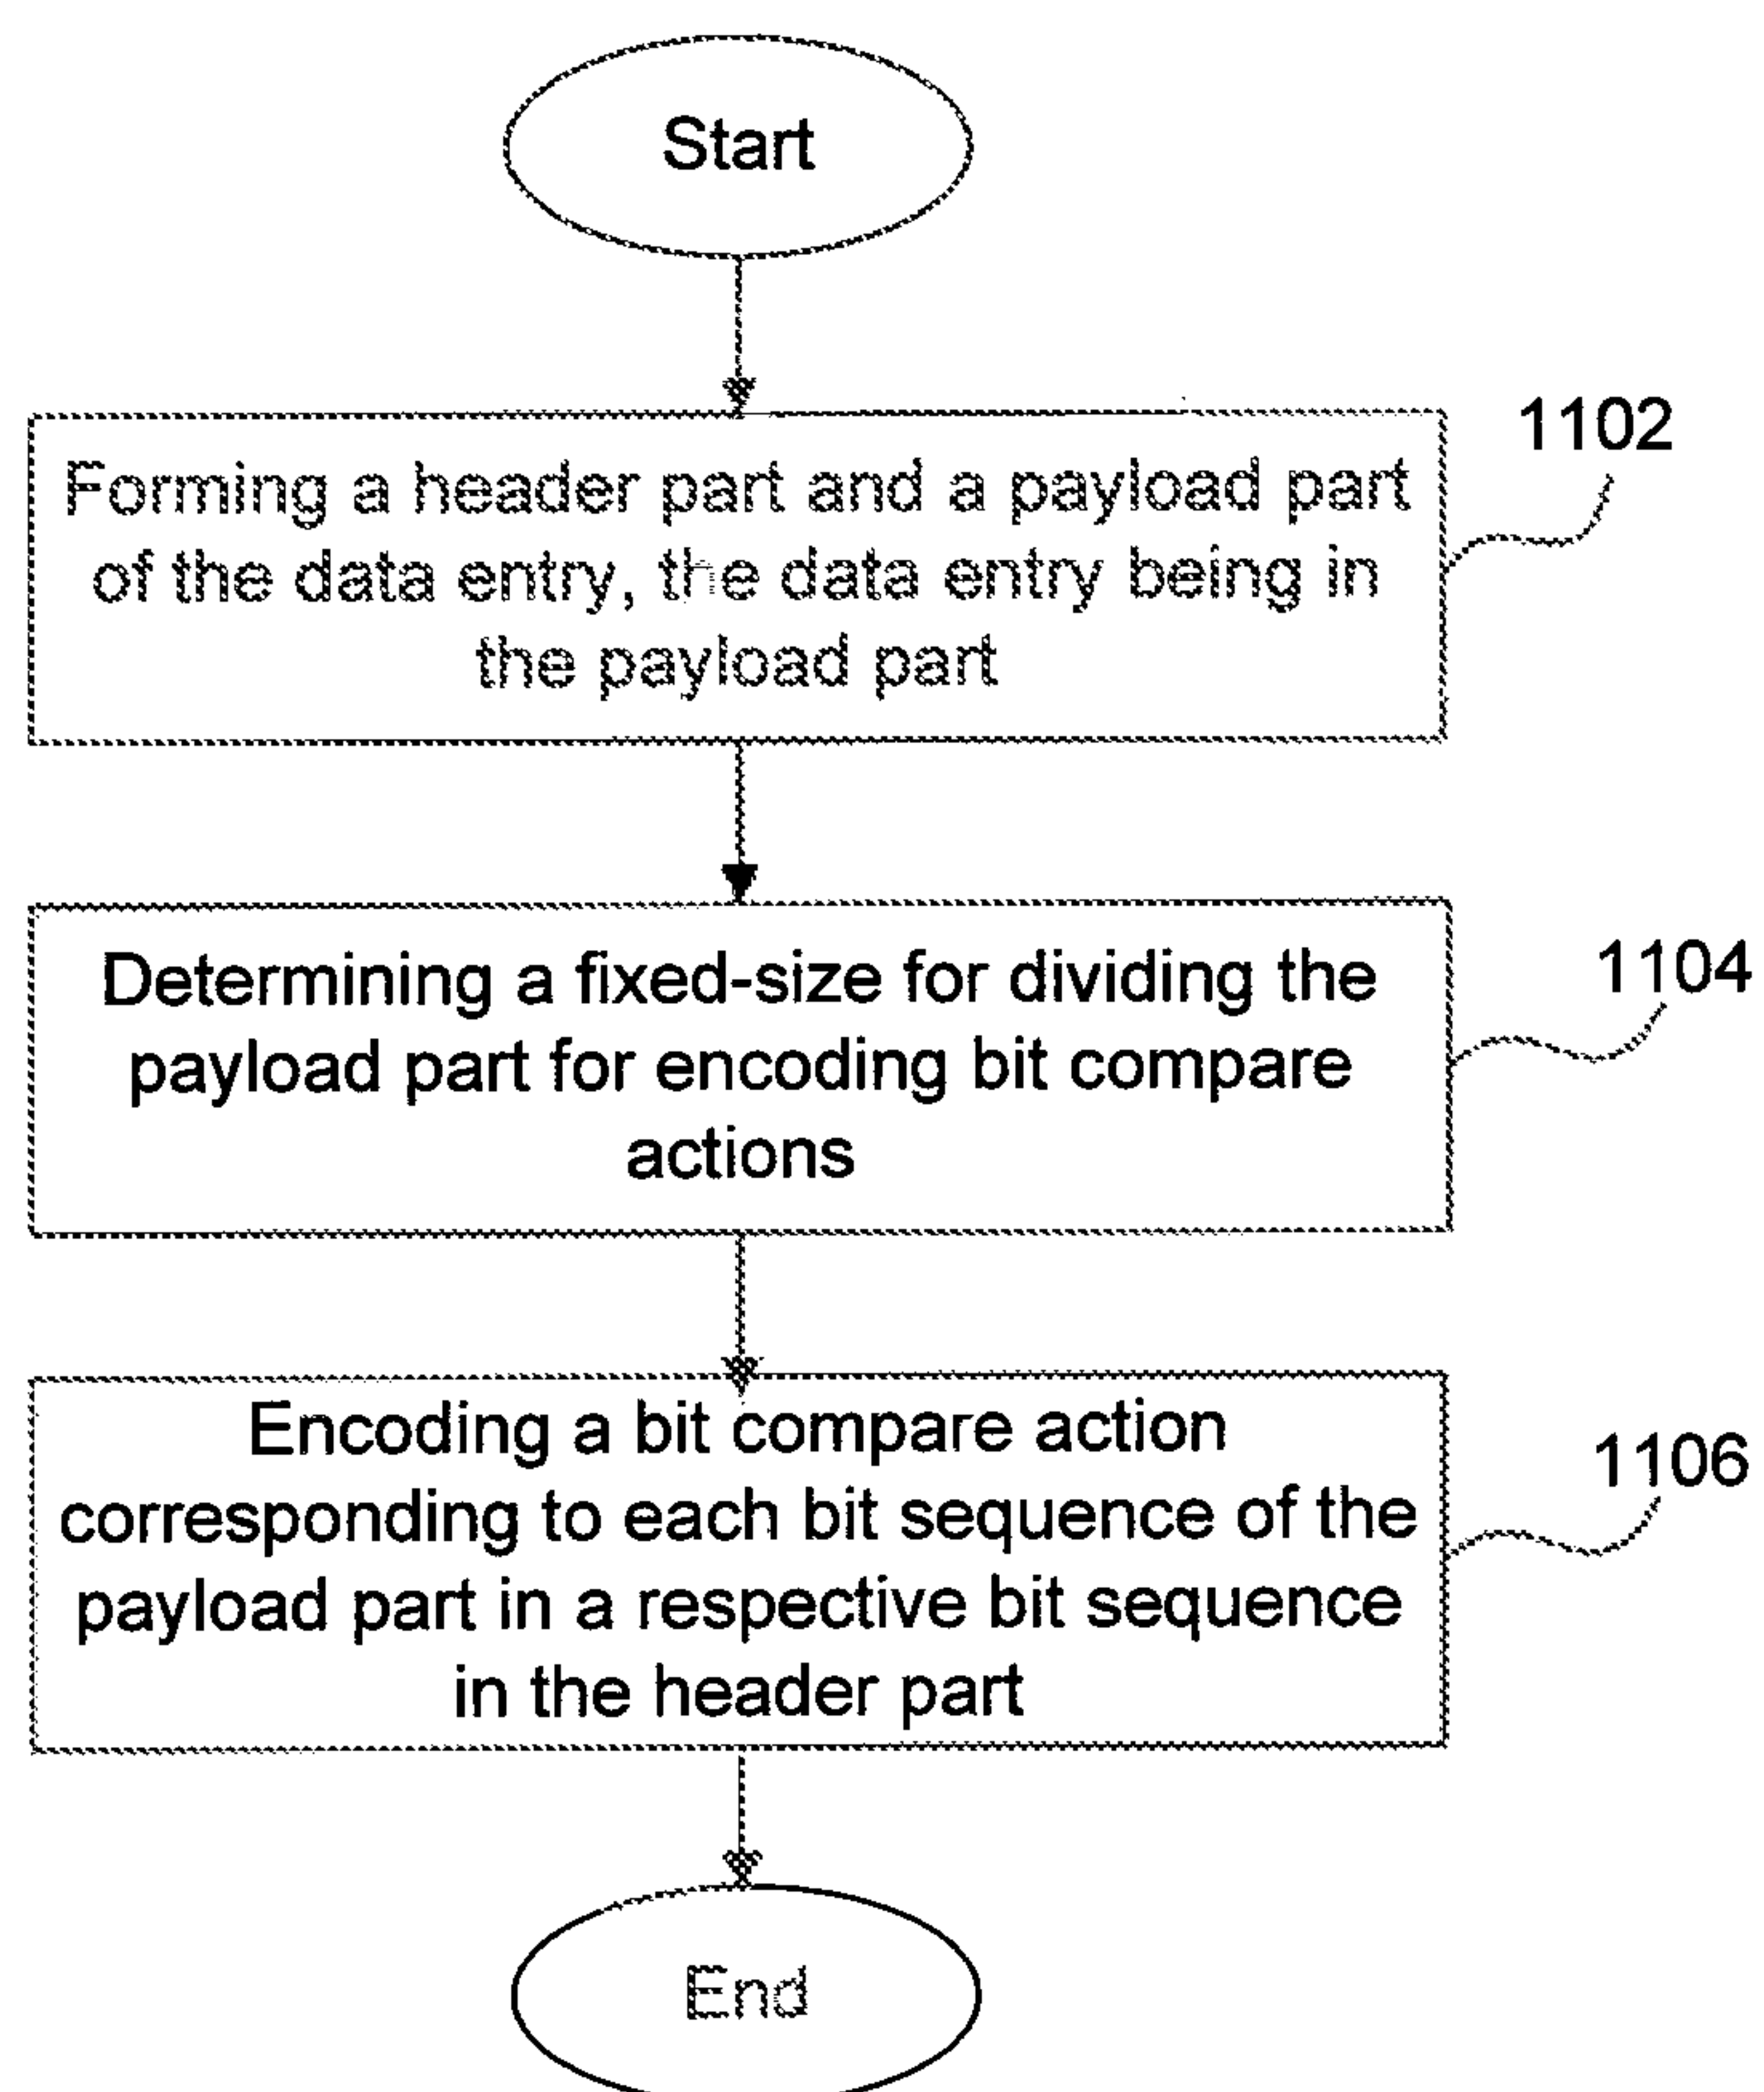 Start
1102
Forming a header part and a payload part
of the data entry, the data entry being in
the payload part
1104
Determining a fixed-size for dividing the
payload part for encoding bit compare
actions
1106
Encoding a bit compare action
corresponding to each bit sequence of the
payload part in a respective bit sequence
in the header part
End